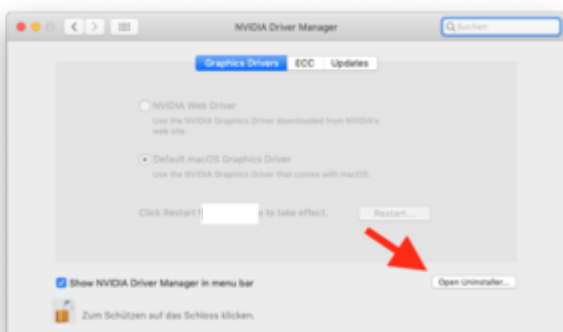 NVIDIA Driver Manager
Suchen
Graphics Drivers ECC Updates
NVIDIA Web Driver
Use the NVIDIA Graphics Driver downloaded from NVIDIA's
web site.
Default macOS Graphics Driver
Use the NVIDIA Graphics Driver that comes with macOS.
Click Restart to take effect.
Restart...
Show NVIDIA Driver Manager in menu bar
Open Uninstaller...
Zum Schützen auf das Schloss klicken.